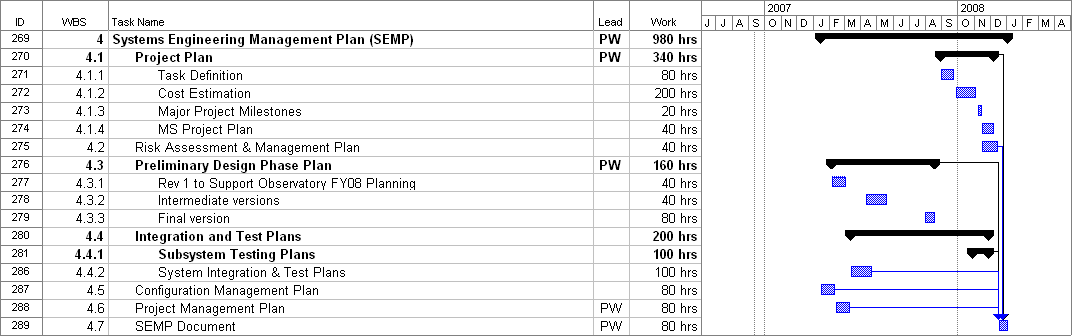 2007 2008
ID WBS Task Name Lead Work J J A S O N D J F M A M J J A S O N D J F M A
269 4 Systems Engineering Management Plan (SEMP) PW 980 hrs
270 4.1 Project Plan PW 340 hrs
271 4.1.1 Task Definition 80 hrs
272 4.1.2 Cost Estimation 200 hrs
273 4.1.3 Major Project Milestones 20 hrs
274 4.1.4 MS Project Plan 40 hrs
275 4.2 Risk Assessment & Management Plan 40 hrs
276 4.3 Preliminary Design Phase Plan PW 160 hrs
277 4.3.1 Rev 1 to Support Observatory FY08 Planning 40 hrs
278 4.3.2 Intermediate versions 40 hrs
279 4.3.3 Final version 80 hrs
280 4.4 Integration and Test Plans 200 hrs
281 4.4.1 Subsystem Testing Plans 100 hrs
286 4.4.2 System Integration & Test Plans 100 hrs
287 4.5 Configuration Management Plan 80 hrs
288 4.6 Project Management Plan PW 80 hrs
289 4.7 SEMP Document PW 80 hrs